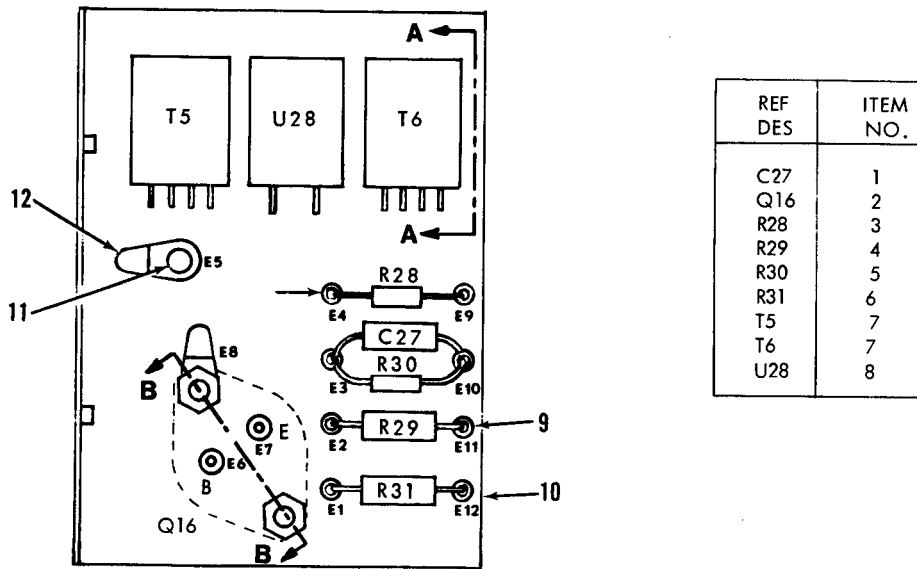 A
T5
U28
T6
A
12
E5
11
R28
E4
E9
C27
R30
E3
E10
E8
B
E
E7
E6
B
R29
E2
E11
9
R31
E1
E12
10
Q16
B
REF DES ITEM NO.
C27 1
Q16 2
R28 3
R29 4
R30 5
R31 6
T5 7
T6 7
U28 8